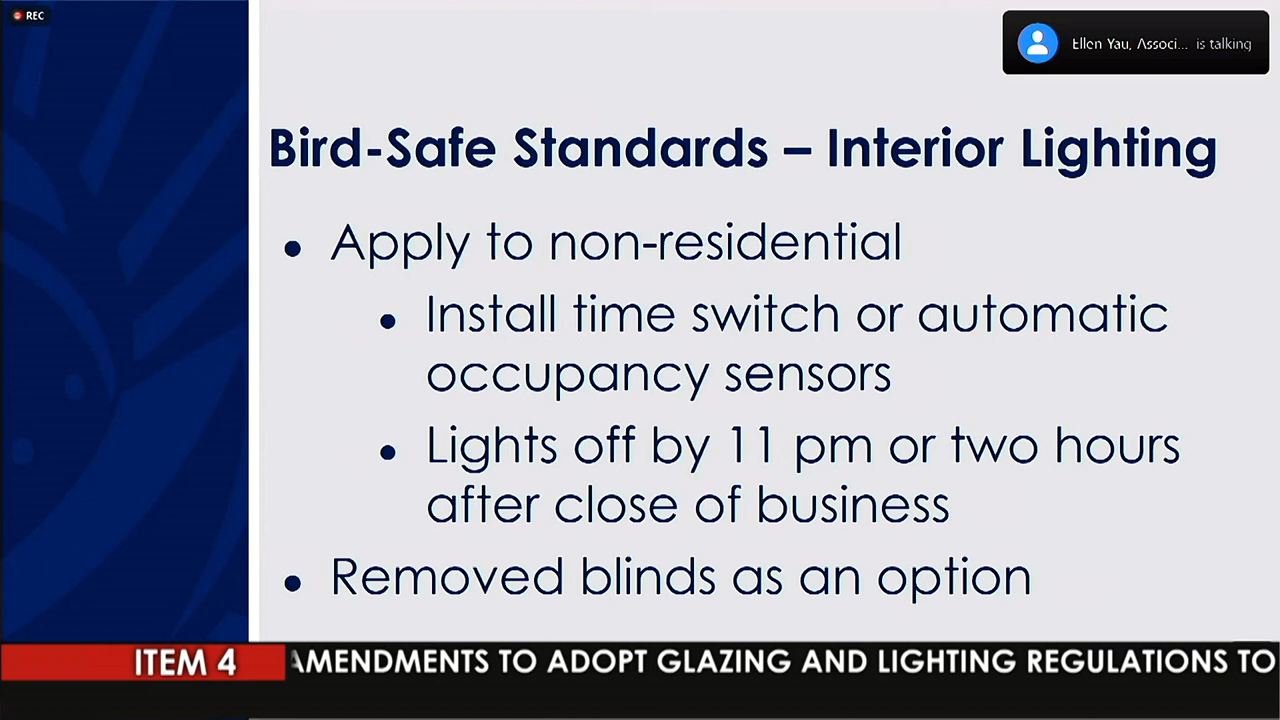 REC
Ellen Yau, Associ... is talking
Bird-Safe Standards – Interior Lighting
• Apply to non-residential
• Install time switch or automatic
occupancy sensors
• Lights off by 11 pm or two hours
after close of business
• Removed blinds as an option
ITEM 4
AMENDMENTS TO ADOPT GLAZING AND LIGHTING REGULATIONS TO